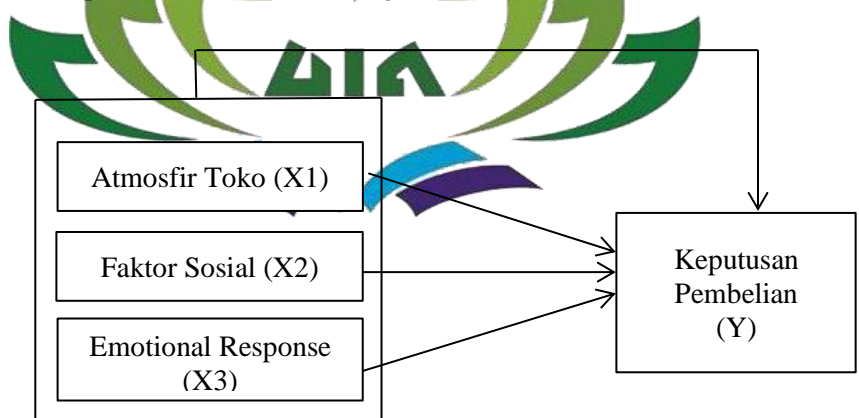 Atmosfir Toko (X1)
Faktor Sosial (X2)
Emotional Response
(X3)
Keputusan
Pembelian
(Y)